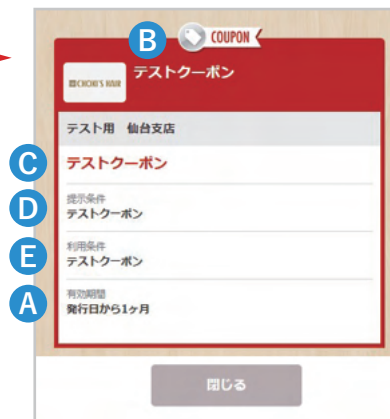 B
COUPON
テストクーポン
CHOKI'S HAIR
テスト用 仙台支店
C
テストクーポン
D
提示条件
テストクーポン
E
利用条件
テストクーポン
A
有効期間
発行日から1ヶ月
閉じる